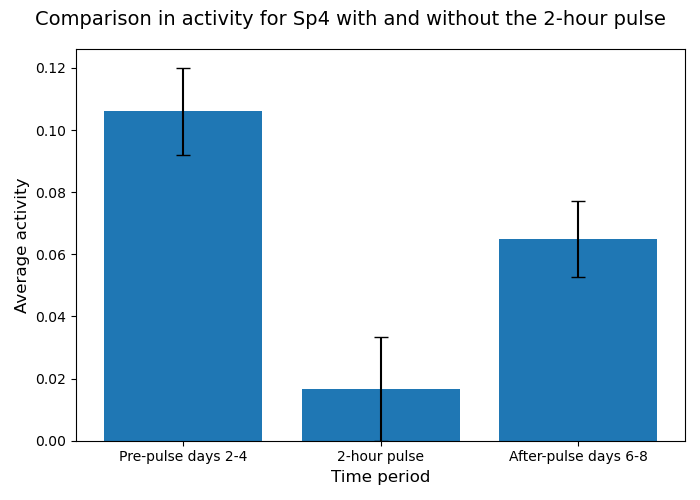 Comparison in activity for Sp4 with and without the 2-hour pulse
Average activity
0.12
0.10
0.08
0.06
0.04
0.02
0.00
Pre-pulse days 2-4
2-hour pulse
After-pulse days 6-8
Time period